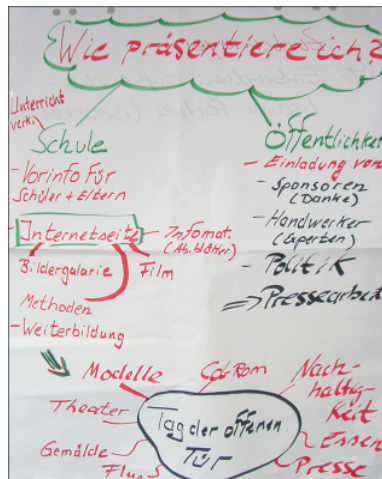 Wie präsentiere ich?
Unterricht
verk.
Schule
- Vorinfo für
Schüler + Eltern
- Internetseite
- Infomat.
(Ab.blätter)
Bildergalarie
Film
Methoden
- Weiterbildung
Öffentlichkei
- Einladung von
- Sponsoren
(Danke)
- Handwerker
(Experten)
- Politik
=> Pressearbeit
Modelle
Cd-Rom
Nach-
haltig-
keit
Theater
Tag der offenen
Tür
Essen
Gemälde
Presse